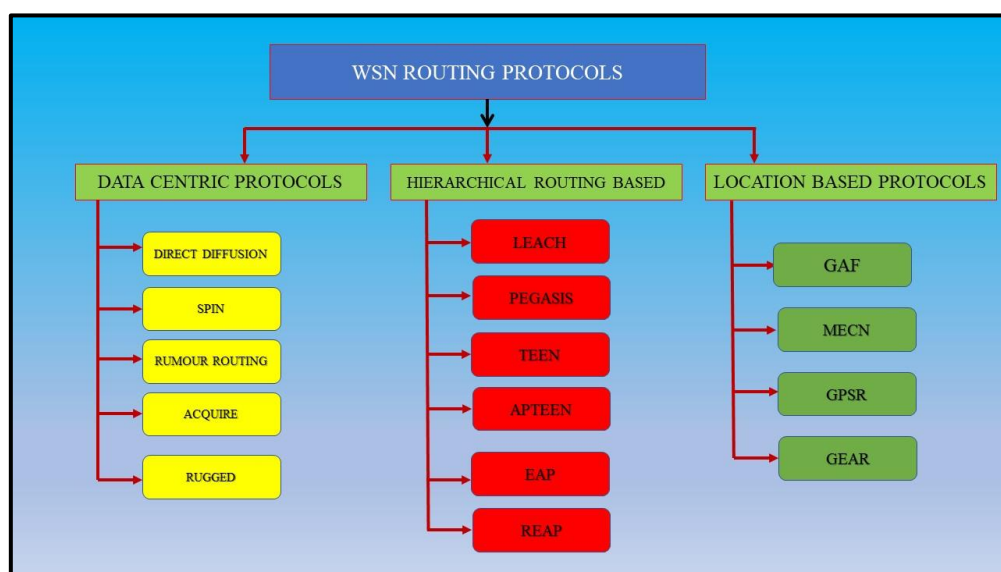 WSN ROUTING PROTOCOLS
DATA CENTRIC PROTOCOLS
DIRECT DIFFUSION
SPIN
RUMOUR ROUTING
ACQUIRE
RUGGED
HIERARCHICAL ROUTING BASED
LEACH
PEGASIS
TEEN
APTEEN
EAP
REAP
LOCATION BASED PROTOCOLS
GAF
MECN
GPSR
GEAR